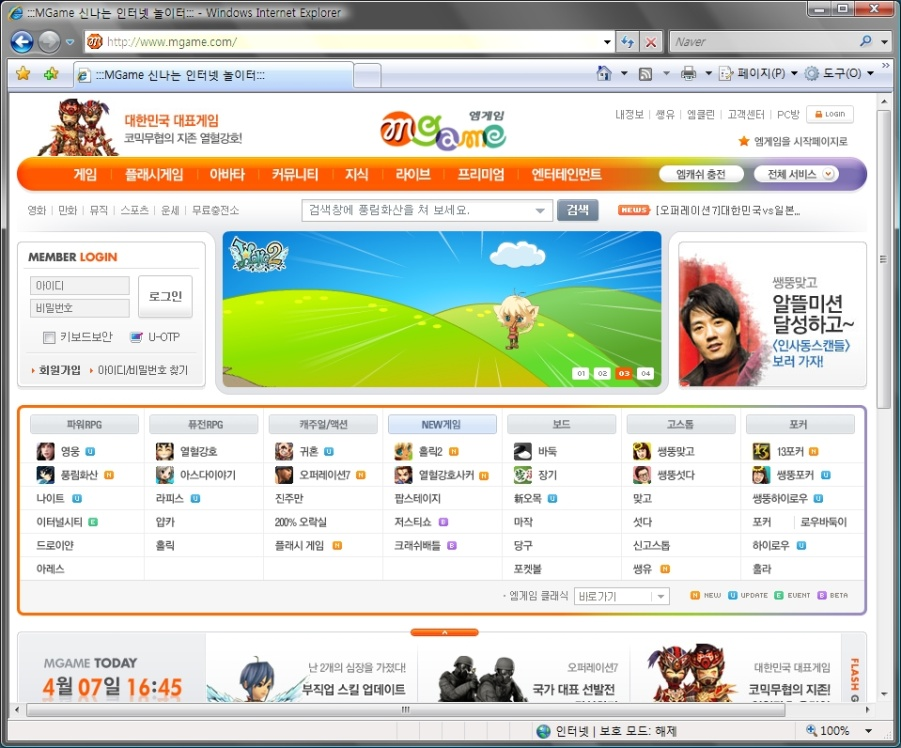 :::MGame 신나는 인터넷 놀이터::: - Windows Internet Explorer
http://www.mgame.com/
Naver
:::MGame 신나는 인터넷 놀이터:::
페이지(P) 도구(O)
대한민국 대표게임
코믹무협의 지존 열혈강호!
엠게임
mgame
내정보 | 쌩유 | 엠클린 | 고객센터 | PC방 LOGIN
엠게임을 시작페이지로
게임 플래시게임 아바타 커뮤니티 지식 라이브 프리미엄 엔터테인먼트 엠캐쉬 충전 전체 서비스
영화 | 만화 | 뮤직 | 스포츠 | 운세 | 무료충전소
검색창에 풍림화산을 쳐 보세요. 검색
NEWS [오퍼레이션7]대한민국vs일본...
MEMBER LOGIN
아이디
비밀번호
로그인
키보드보안 U-OTP
회원가입 아이디/비밀번호 찾기
01 02 03 04
쌩뚱맞고
알뜰미션
달성하고~
<인사동스캔들>
보러 가자!
파워RPG 퓨전RPG 캐주얼/액션 NEW게임 보드 고스톱 포커
영웅 U 열혈강호 귀혼 U 홀릭2 N 바둑 쌩뚱맞고 13포커 N
풍림화산 N 아스다이야기 오퍼레이션7 N 열혈강호사커 N 장기 쌩뚱섯다 쌩뚱포커 U
나이트 U 라피스 U 진주만 팝스테이지 新오목 U 맞고 쌩뚱하이로우 U
이터널시티 E 얍카 200% 오락실 저스티쇼 B 마작 섯다 포커 | 로우바둑이
드로이얀 홀릭 플래시 게임 N 크래쉬배틀 B 당구 신고스톱 하이로우 U
아레스 포켓볼 쌩유 N 훌라
· 엠게임 클래식 바로가기 N NEW U UPDATE E EVENT B BETA
MGAME TODAY
4월 07일 16:45
난 2개의 심장을 가졌다!
부직업 스킬 업데이트
오퍼레이션7
국가 대표 선발전
대한민국 대표게임
코믹무협의 지존!
FLASH G
인터넷 | 보호 모드: 해제 100%